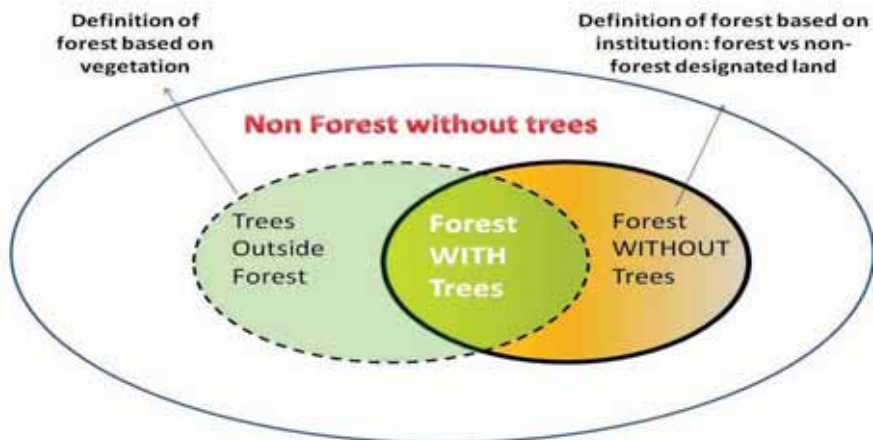 Definition of
forest based on
vegetation
Definition of forest based on
institution: forest vs non-
forest designated land
Non Forest without trees
Trees
Outside
Forest
Forest
WITH
Trees
Forest
WITHOUT
Trees